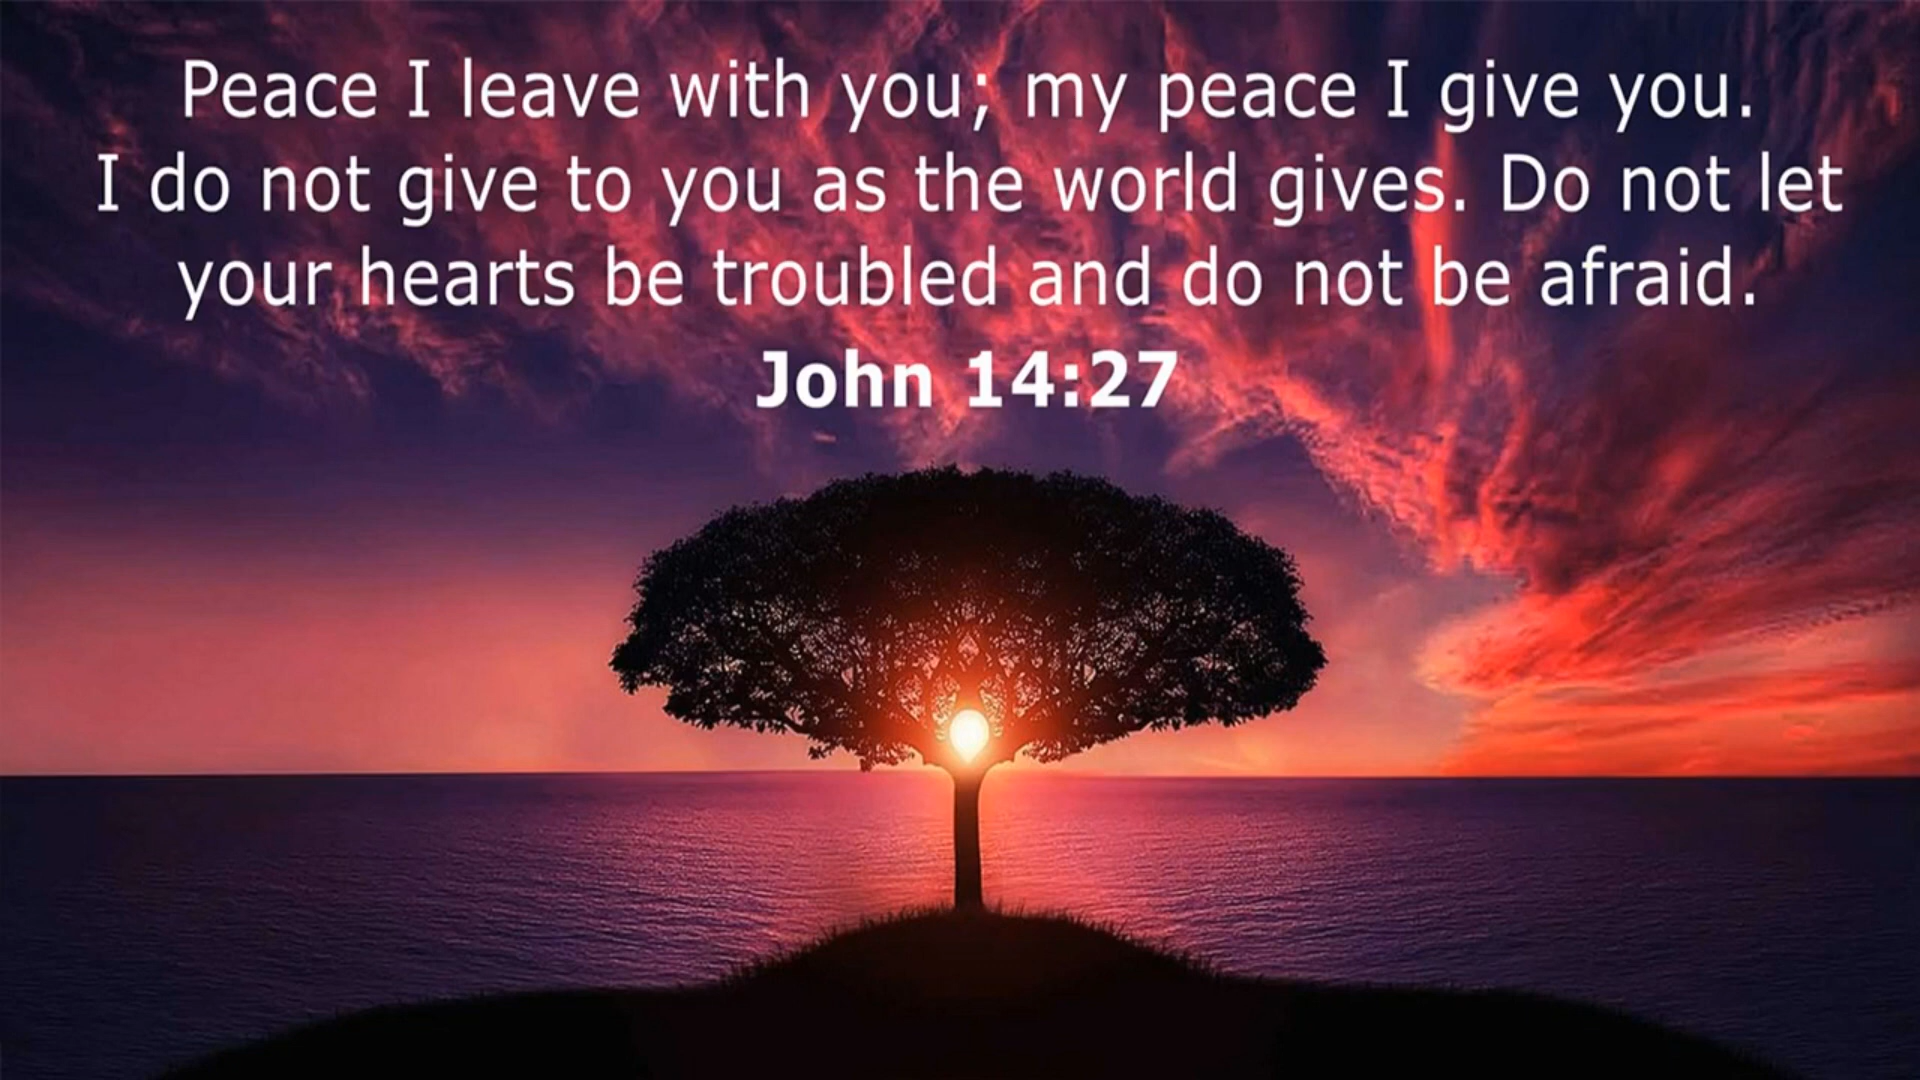 Peace I leave with you; my peace I give you.
I do not give to you as the world gives. Do not let
your hearts be troubled and do not be afraid.
John 14:27